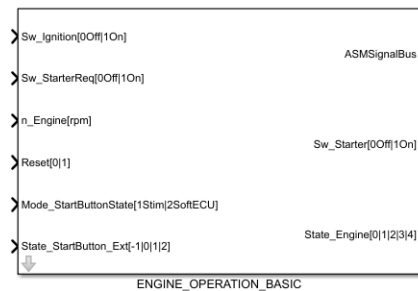 Sw_Ignition[0Off|1On]
ASMSignalBus
Sw_StarterReq[0Off|1On]
n_Engine[rpm]
Sw_Starter[0Off|1On]
Reset[0|1]
Mode_StartButtonState[1Stim|2SoftECU]
State_Engine[0|1|2|3|4]
State_StartButton_Ext[-1|0|1|2]
ENGINE_OPERATION_BASIC